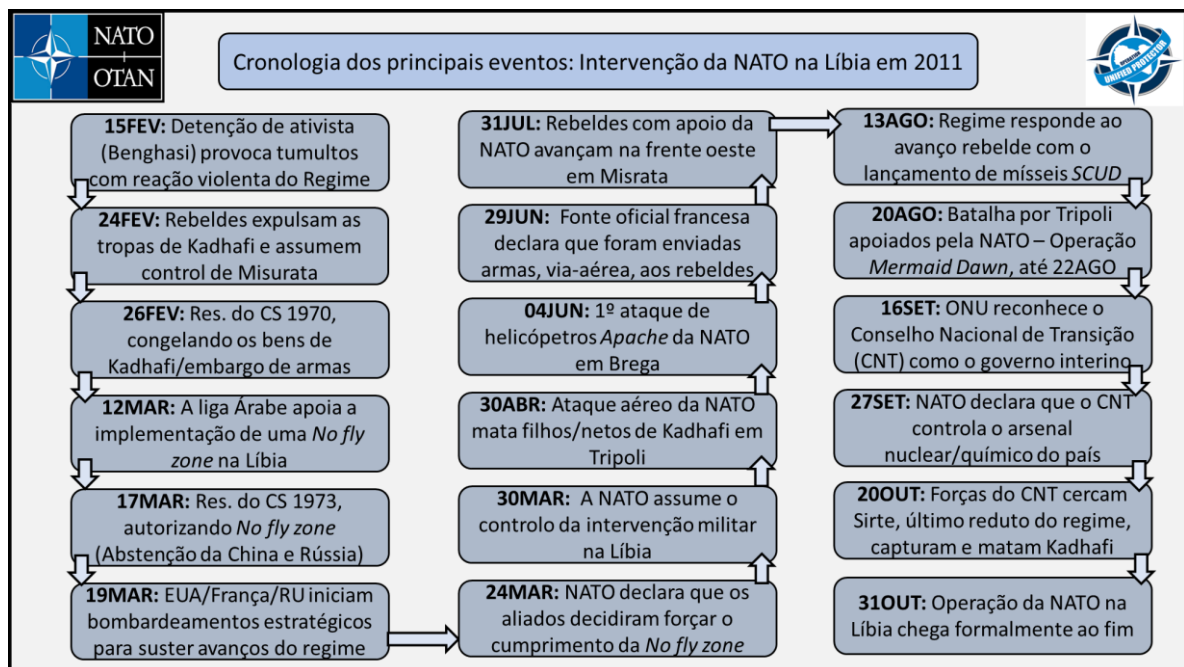 NATO
OTAN
Cronologia dos principais eventos: Intervenção da NATO na Líbia em 2011
OPERATION
UNIFIED PROTECTOR
15FEV: Detenção de ativista
(Benghasi) provoca tumultos
com reação violenta do Regime
24FEV: Rebeldes expulsam as
tropas de Kadhafi e assumem
control de Misurata
26FEV: Res. do CS 1970,
congelando os bens de
Kadhafi/embargo de armas
12MAR: A liga Árabe apoia a
implementação de uma No fly
zone na Líbia
17MAR: Res. do CS 1973,
autorizando No fly zone
(Abstenção da China e Rússia)
19MAR: EUA/França/RU iniciam
bombardeamentos estratégicos
para suster avanços do regime
24MAR: NATO declara que os
aliados decidiram forçar o
cumprimento da No fly zone
30MAR: A NATO assume o
controlo da intervenção militar
na Líbia
30ABR: Ataque aéreo da NATO
mata filhos/netos de Kadhafi em
Tripoli
04JUN: 1º ataque de
helicópetros Apache da NATO
em Brega
29JUN: Fonte oficial francesa
declara que foram enviadas
armas, via-aérea, aos rebeldes
31JUL: Rebeldes com apoio da
NATO avançam na frente oeste
em Misrata
13AGO: Regime responde ao
avanço rebelde com o
lançamento de mísseis SCUD
20AGO: Batalha por Tripoli
apoiados pela NATO – Operação
Mermaid Dawn, até 22AGO
16SET: ONU reconhece o
Conselho Nacional de Transição
(CNT) como o governo interino
27SET: NATO declara que o CNT
controla o arsenal
nuclear/químico do país
20OUT: Forças do CNT cercam
Sirte, último reduto do regime,
capturam e matam Kadhafi
31OUT: Operação da NATO na
Líbia chega formalmente ao fim